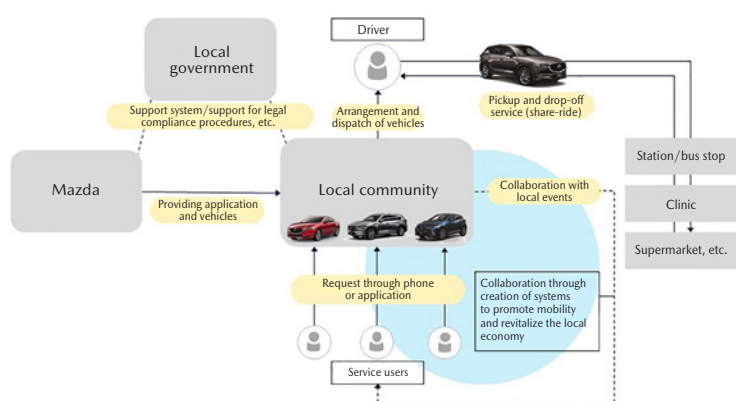 Driver
Local
government
Support system/support for legal
compliance procedures, etc.
Arrangement and
dispatch of vehicles
Pickup and drop-off
service (share-ride)
Mazda
Providing application
and vehicles
Local community
Collaboration with
local events
Station/bus stop
Clinic
Supermarket, etc.
Request through phone
or application
Collaboration through
creation of systems
to promote mobility
and revitalize the local
economy
Service users